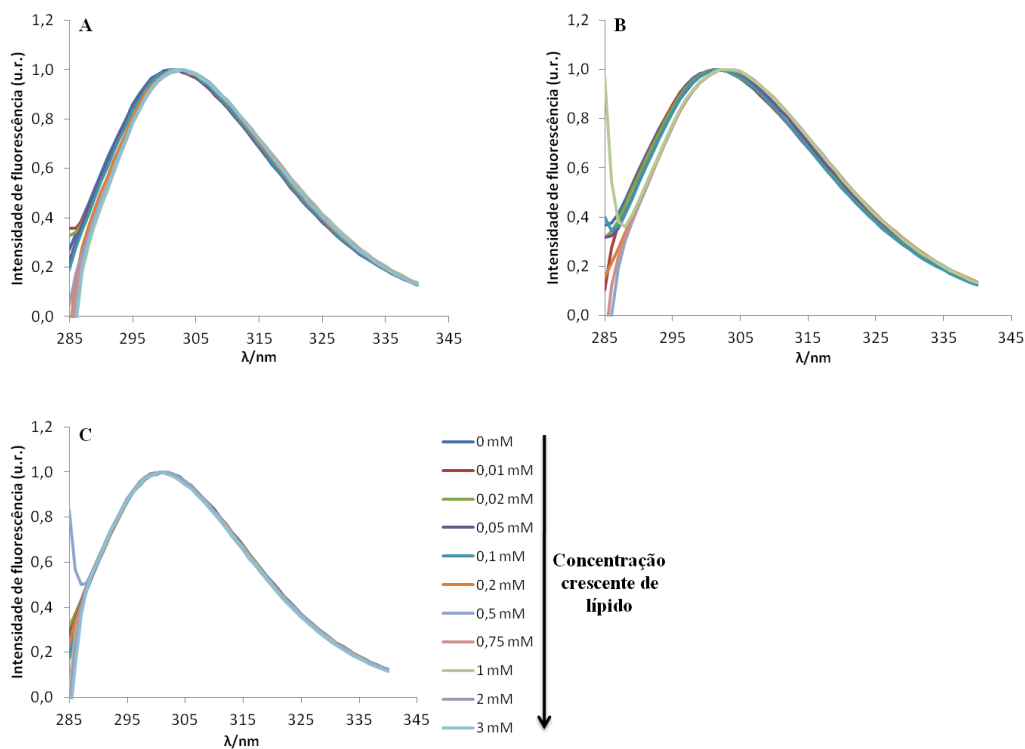 A
Intensidade de fluorescência (u.r.)
1,2
1,0
0,8
0,6
0,4
0,2
0,0
285 295 305 315 325 335 345
λ/nm
B
Intensidade de fluorescência (u.r.)
1,2
1,0
0,8
0,6
0,4
0,2
0,0
285 295 305 315 325 335 345
λ/nm
C
Intensidade de fluorescência (u.r.)
1,2
1,0
0,8
0,6
0,4
0,2
0,0
285 295 305 315 325 335 345
λ/nm
0 mM
0,01 mM
0,02 mM
0,05 mM
0,1 mM
0,2 mM
0,5 mM
0,75 mM
1 mM
2 mM
3 mM
Concentração
crescente de
lípido